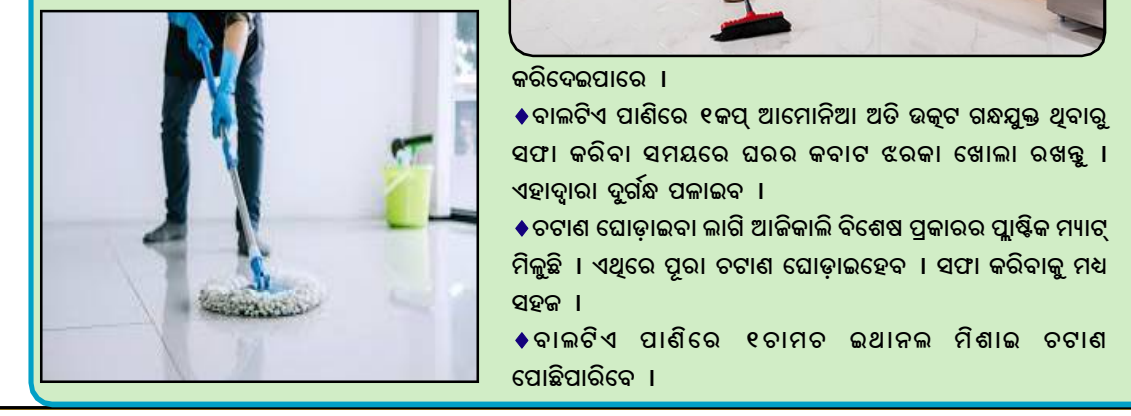 କରିଦେଇପାରେ ।
♦ବାଲଟିଏ ପାଣିରେ ୧କପ୍ ଆମୋନିଆ ଅତି ଉତ୍କଟ ଗନ୍ଧଯୁକ୍ତ ଥିବାରୁ
ସଫା କରିବା ସମୟରେ ଘରର କବାଟ ଝରକା ଖୋଲା ରଖନ୍ତୁ ।
ଏହାଦ୍ୱାରା ଦୁର୍ଗନ୍ଧ ପଳାଇବ ।
♦ଚଟାଣ ଘୋଡ଼ାଇବା ଲାଗି ଆଜିକାଲି ବିଶେଷ ପ୍ରକାରର ପ୍ଲାଷ୍ଟିକ ମ୍ୟାଟ୍
ମିଳୁଛି । ଏଥିରେ ପୂରା ଚଟାଣ ଘୋଡ଼ାଇହେବ । ସଫା କରିବାକୁ ମଧ୍ୟ
ସହଜ ।
♦ବାଲଟିଏ ପାଣିରେ ୧ଚାମଚ ଇଥାନଲ ମିଶାଇ ଚଟାଣ
ପୋଛିପାରିବେ ।